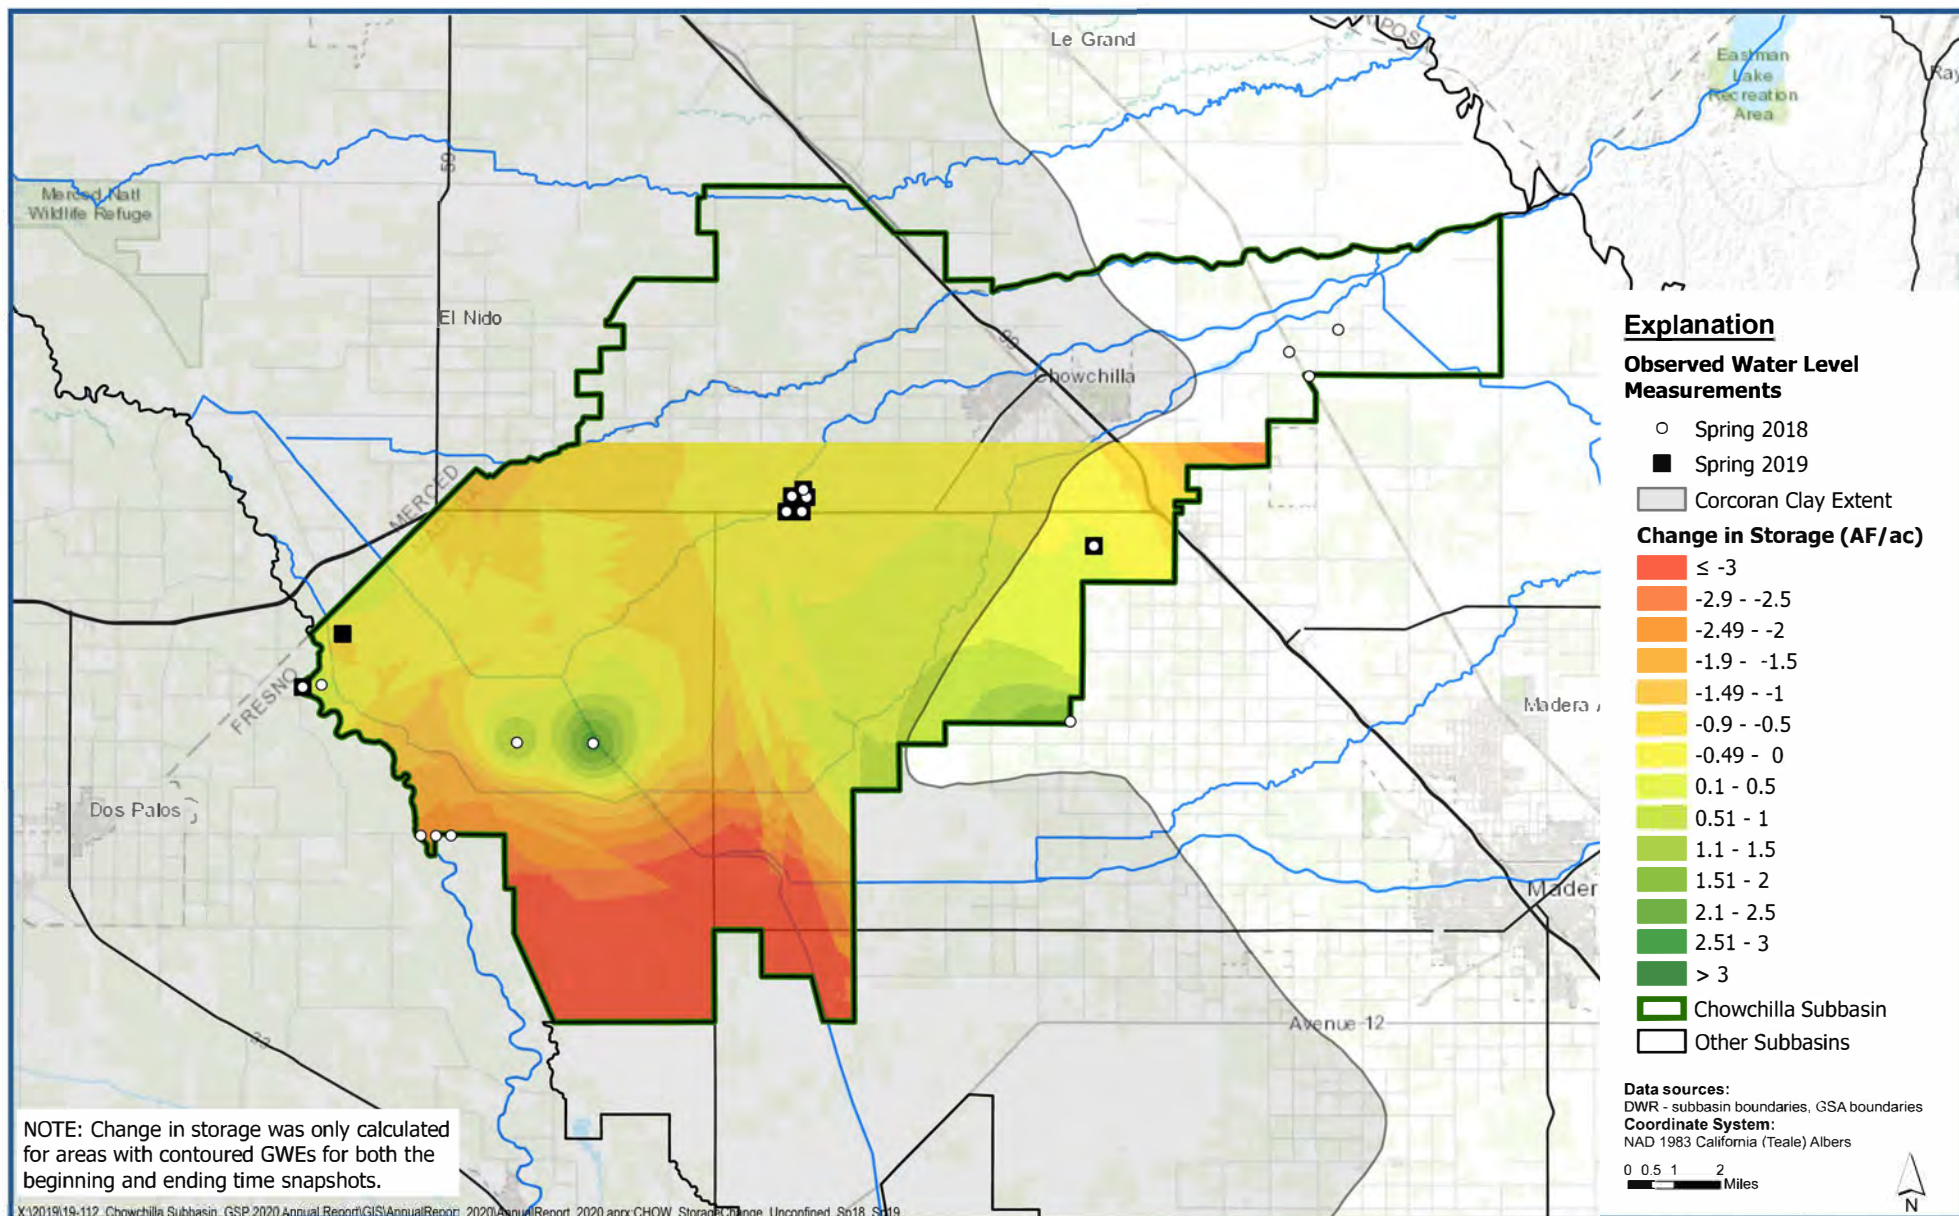 Le Grand
Eastman
Lake
Recreation
Area
59
Merced Natl
Wildlife Refuge
El Nido
99
Chowchilla
MERCED
FRESNO
Dos Palos
Madera
Avenue 12
Explanation
Observed Water Level
Measurements
Spring 2018
Spring 2019
Corcoran Clay Extent
Change in Storage (AF/ac)
≤ -3
-2.9 - -2.5
-2.49 - -2
-1.9 - -1.5
-1.49 - -1
-0.9 - -0.5
-0.49 - 0
0.1 - 0.5
0.51 - 1
1.1 - 1.5
1.51 - 2
2.1 - 2.5
2.51 - 3
> 3
Chowchilla Subbasin
Other Subbasins
Data sources:
DWR - subbasin boundaries, GSA boundaries
Coordinate System:
NAD 1983 California (Teale) Albers
0 0.5 1 2
Miles
N
NOTE: Change in storage was only calculated
for areas with contoured GWEs for both the
beginning and ending time snapshots.